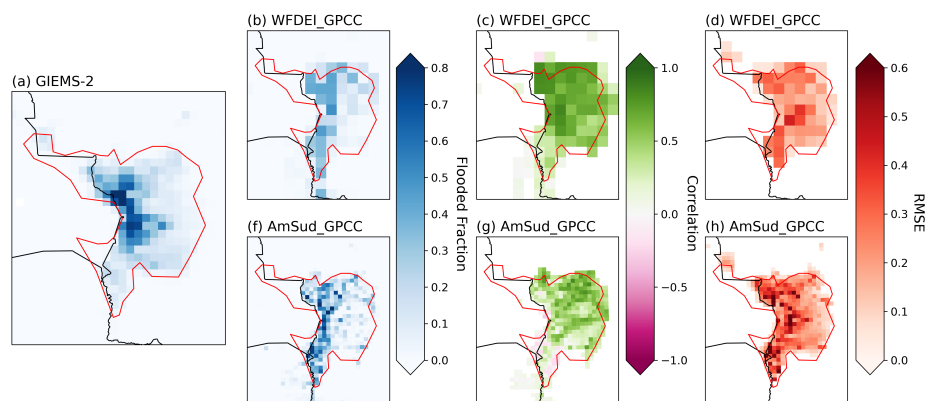 (a) GIEMS-2
(b) WFDEI_GPCC
(c) WFDEI_GPCC
(d) WFDEI_GPCC
(f) AmSud_GPCC
(g) AmSud_GPCC
(h) AmSud_GPCC
0.8
0.7
0.6
0.5
0.4
0.3
0.2
0.1
0.0
Flooded Fraction
1.0
0.5
0.0
−0.5
−1.0
Correlation
0.6
0.5
0.4
0.3
0.2
0.1
0.0
RMSE